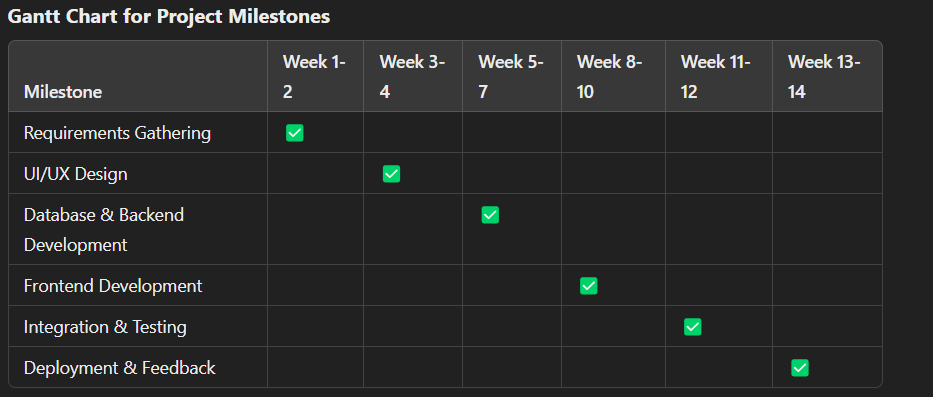 Gantt Chart for Project Milestones
Milestone Week 1-2 Week 3-4 Week 5-7 Week 8-10 Week 11-12 Week 13-14
Requirements Gathering ✅
UI/UX Design ✅
Database & Backend Development ✅
Frontend Development ✅
Integration & Testing ✅
Deployment & Feedback ✅